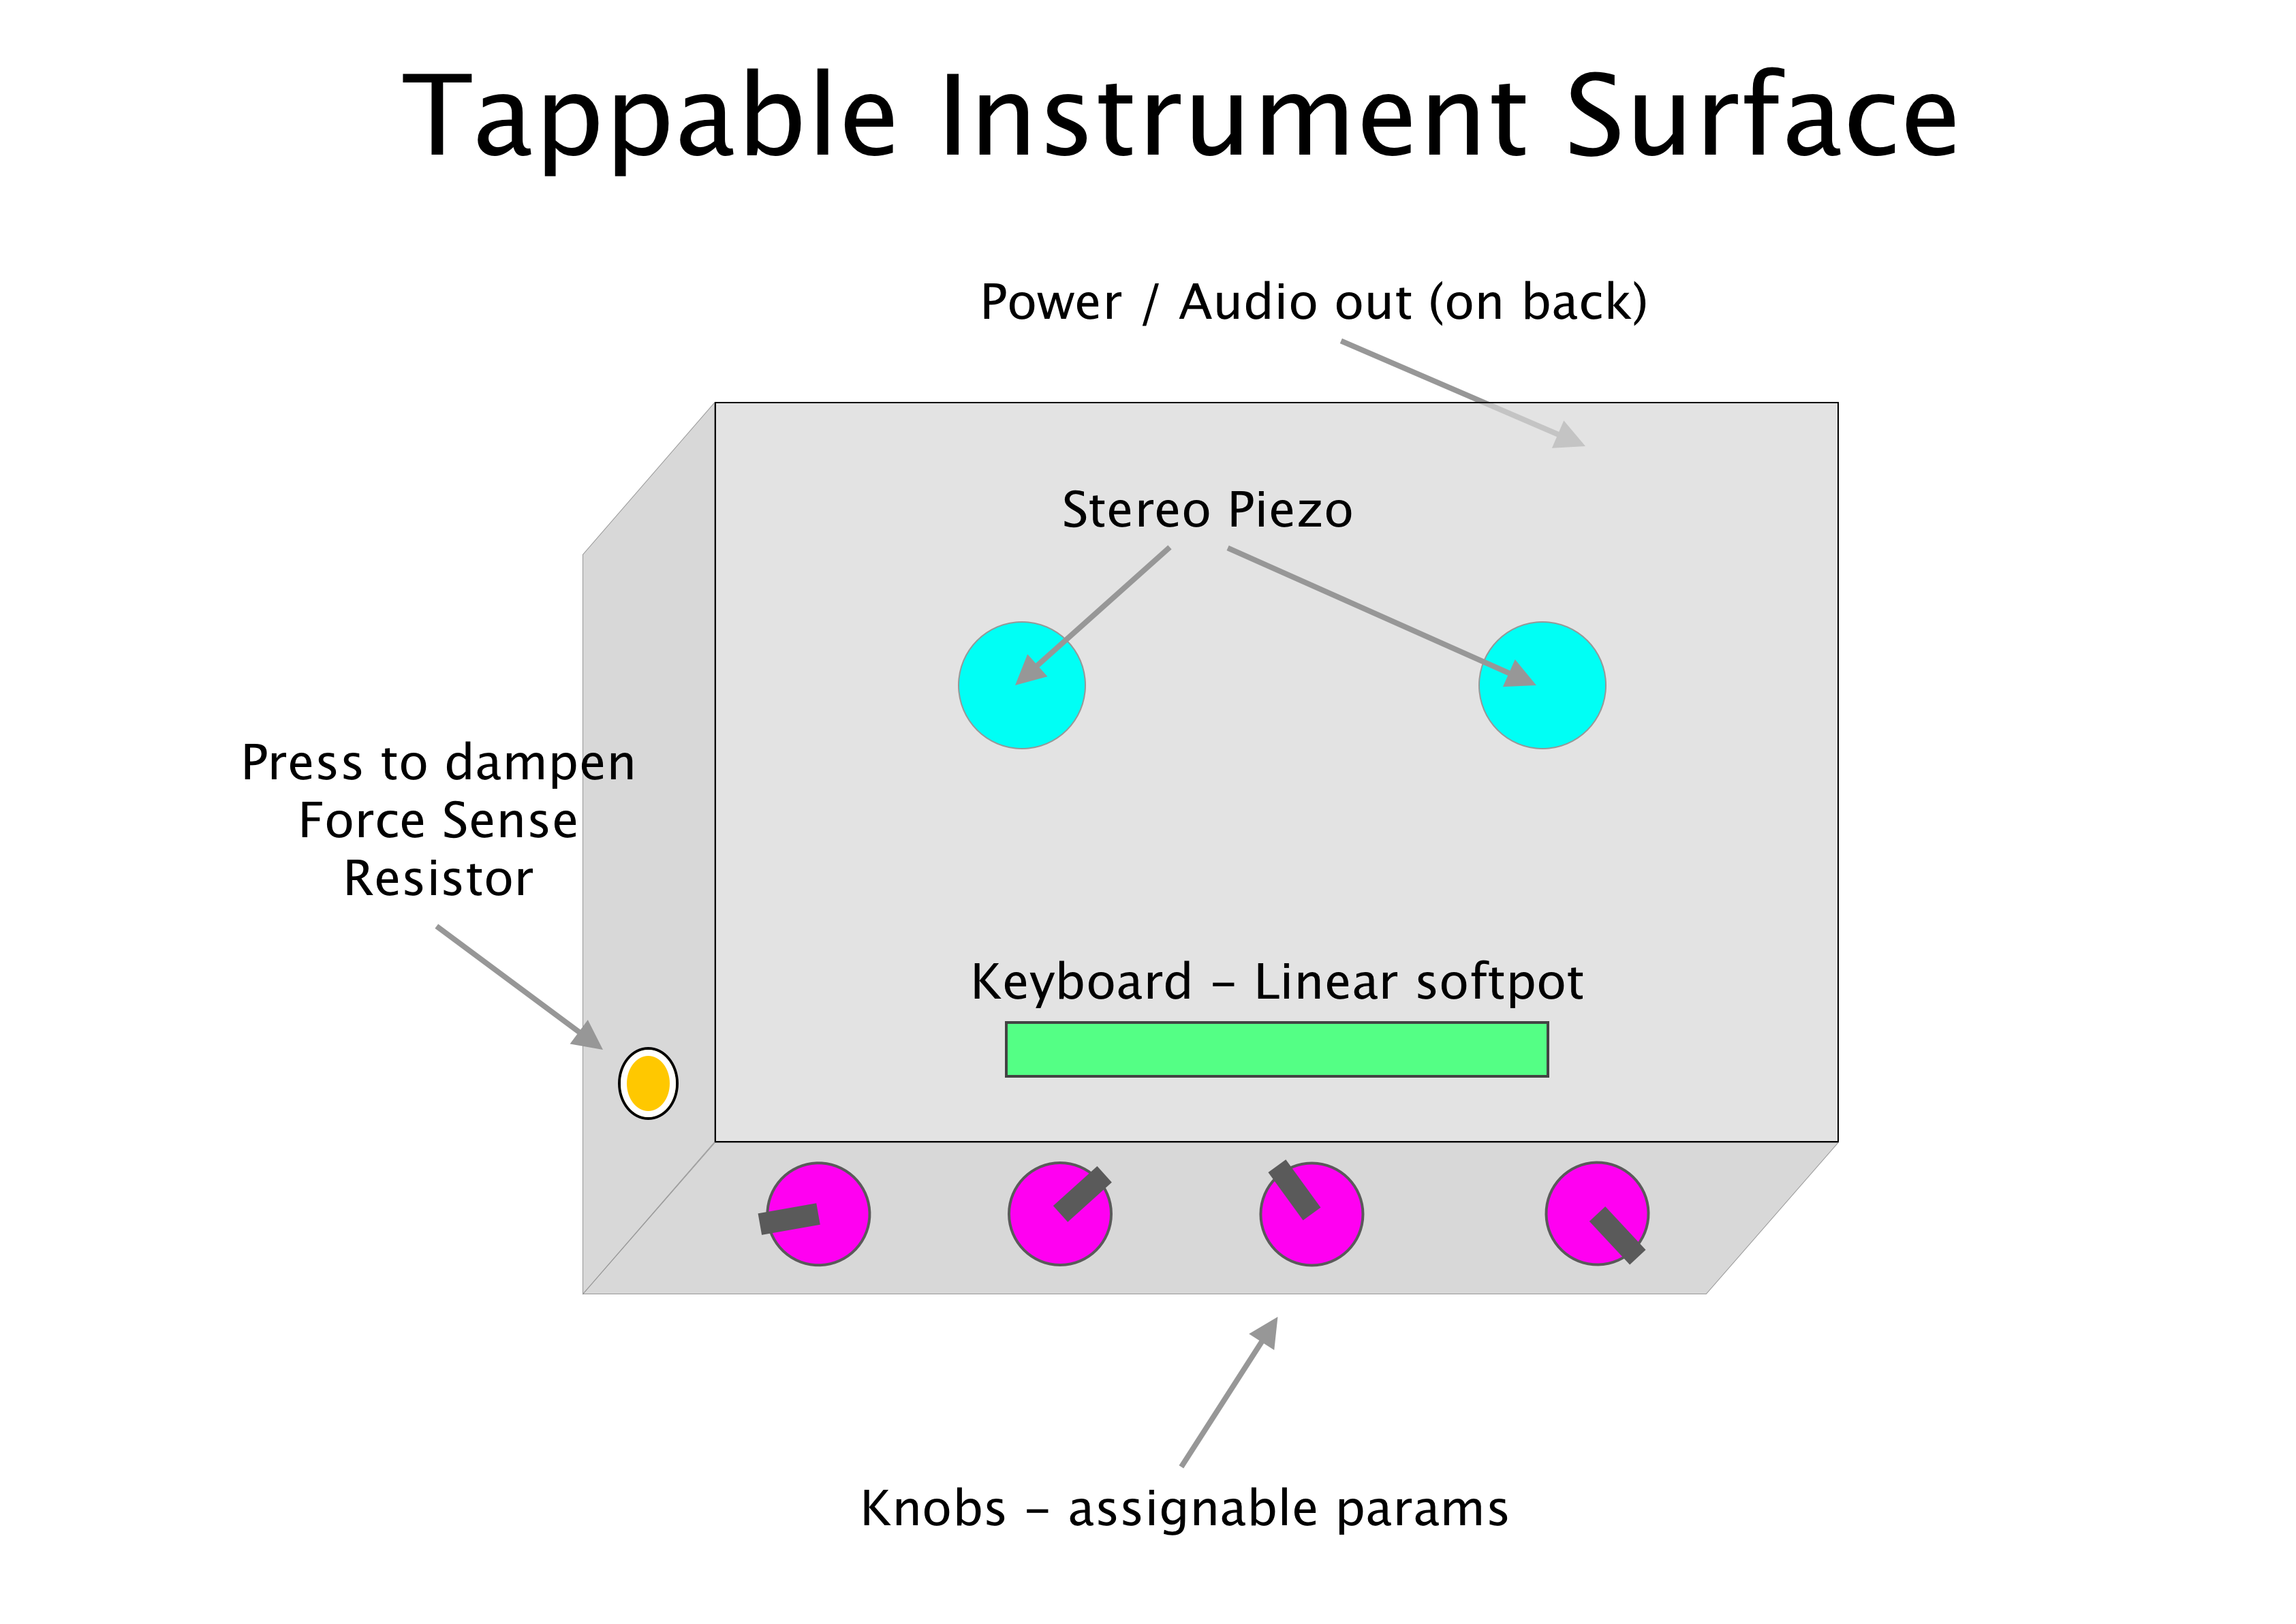 Tappable Instrument Surface
Power / Audio out (on back)
Stereo Piezo
Press to dampen
Force Sense
Resistor
Keyboard – Linear softpot
Knobs – assignable params